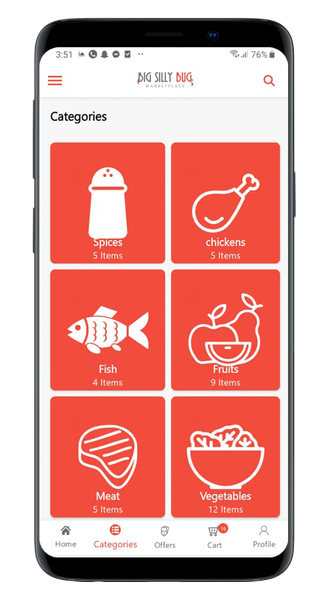 3:51
76%
BIG SILLY BUG
MARKETPLACE
Categories
Spices
5 Items
chickens
5 Items
Fish
4 Items
Fruits
9 Items
Meat
5 Items
Vegetables
12 Items
Home
Categories
Offers
Cart
Profile